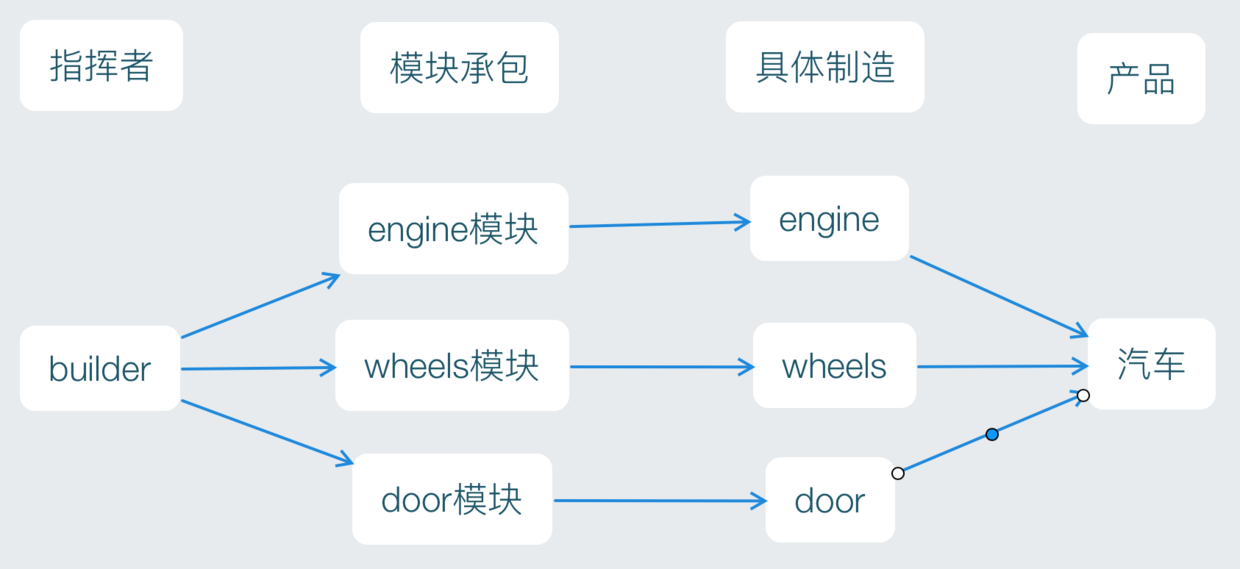 指挥者
模块承包
具体制造
产品
engine模块
engine
builder
wheels模块
wheels
汽车
door模块
door